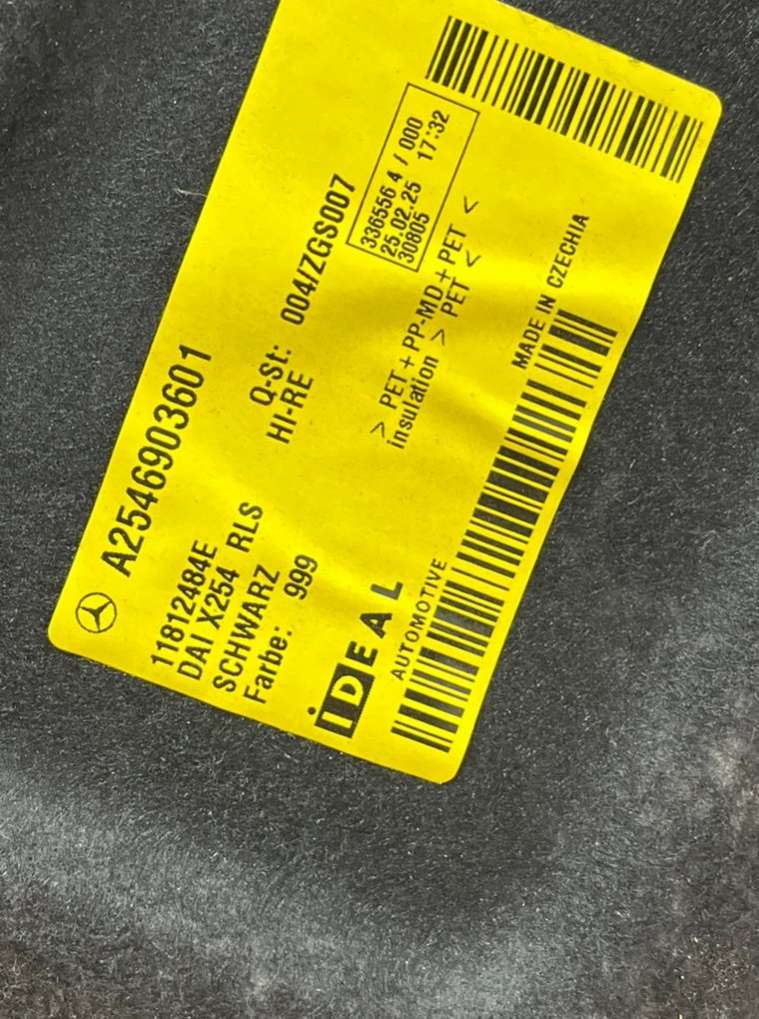 A2546903601
11812484E
DAI X254 RLS
SCHWARZ
Farbe: 999
Q-St: 004/ZGS007
HI-RE
336556 4 / 000
25.02.25 17:32
30805
> PET + PP-MD + PET <
insulation > PET <
iDEAL
AUTOMOTIVE
MADE IN CZECHIA